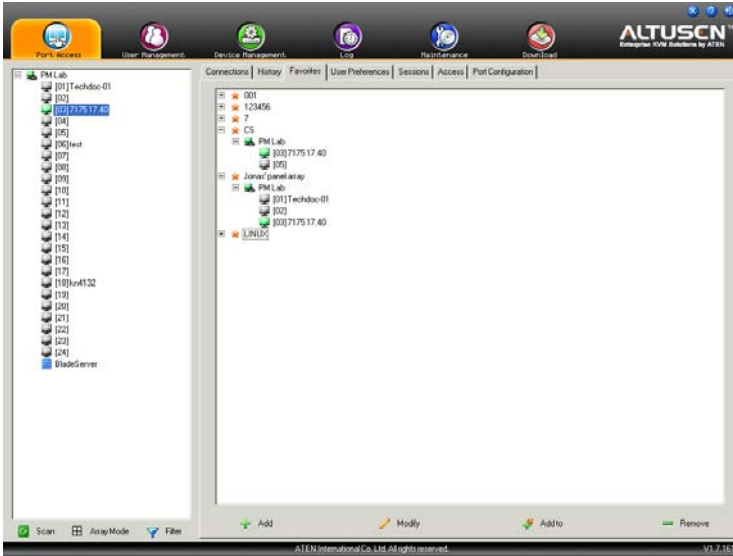 Port Access
User Management
Device Management
Log
Maintenance
Download
ALTUSCN
Enterprise KVM Solutions by ATEN
PM Lab
[01]Techdoc-01
[02]
[03]7175 17.40
[04]
[05]
[06]test
[07]
[08]
[09]
[10]
[11]
[12]
[13]
[14]
[15]
[16]
[17]
[18]kn4132
[19]
[20]
[21]
[22]
[23]
[24]
BladeServer
Scan
Array Mode
Filter
Connections
History
Favorites
User Preferences
Sessions
Access
Port Configuration
001
123456
7
CS
PM Lab
[03]7175 17.40
[05]
Jonas' panel array
PM Lab
[01]Techdoc-01
[02]
[03]7175 17.40
LINUX
Add
Modify
Add to
Remove
ATEN International Co. Ltd. All rights reserved.
V1.7.16